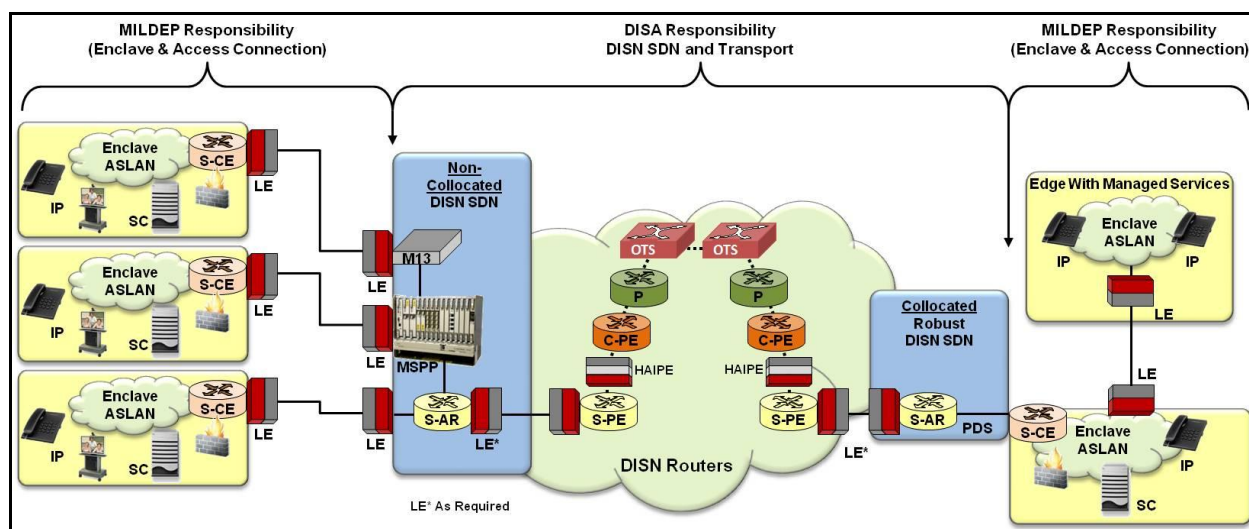 MILDEP Responsibility
(Enclave & Access Connection)
DISA Responsibility
DISN SDN and Transport
MILDEP Responsibility
(Enclave & Access Connection)
Enclave
ASLAN
S-CE
LE
IP
SC
Enclave
ASLAN
S-CE
LE
IP
SC
Enclave
ASLAN
S-CE
LE
IP
SC
Non-
Collocated
DISN SDN
M13
LE
MSPP
LE
S-AR
LE
LE*
LE* As Required
OTS
OTS
P
P
C-PE
C-PE
HAIPE
HAIPE
S-PE
S-PE
DISN Routers
LE*
Collocated
Robust
DISN SDN
S-AR
PDS
Edge With Managed Services
Enclave
ASLAN
IP
IP
LE
LE
S-CE
Enclave
ASLAN
IP
SC